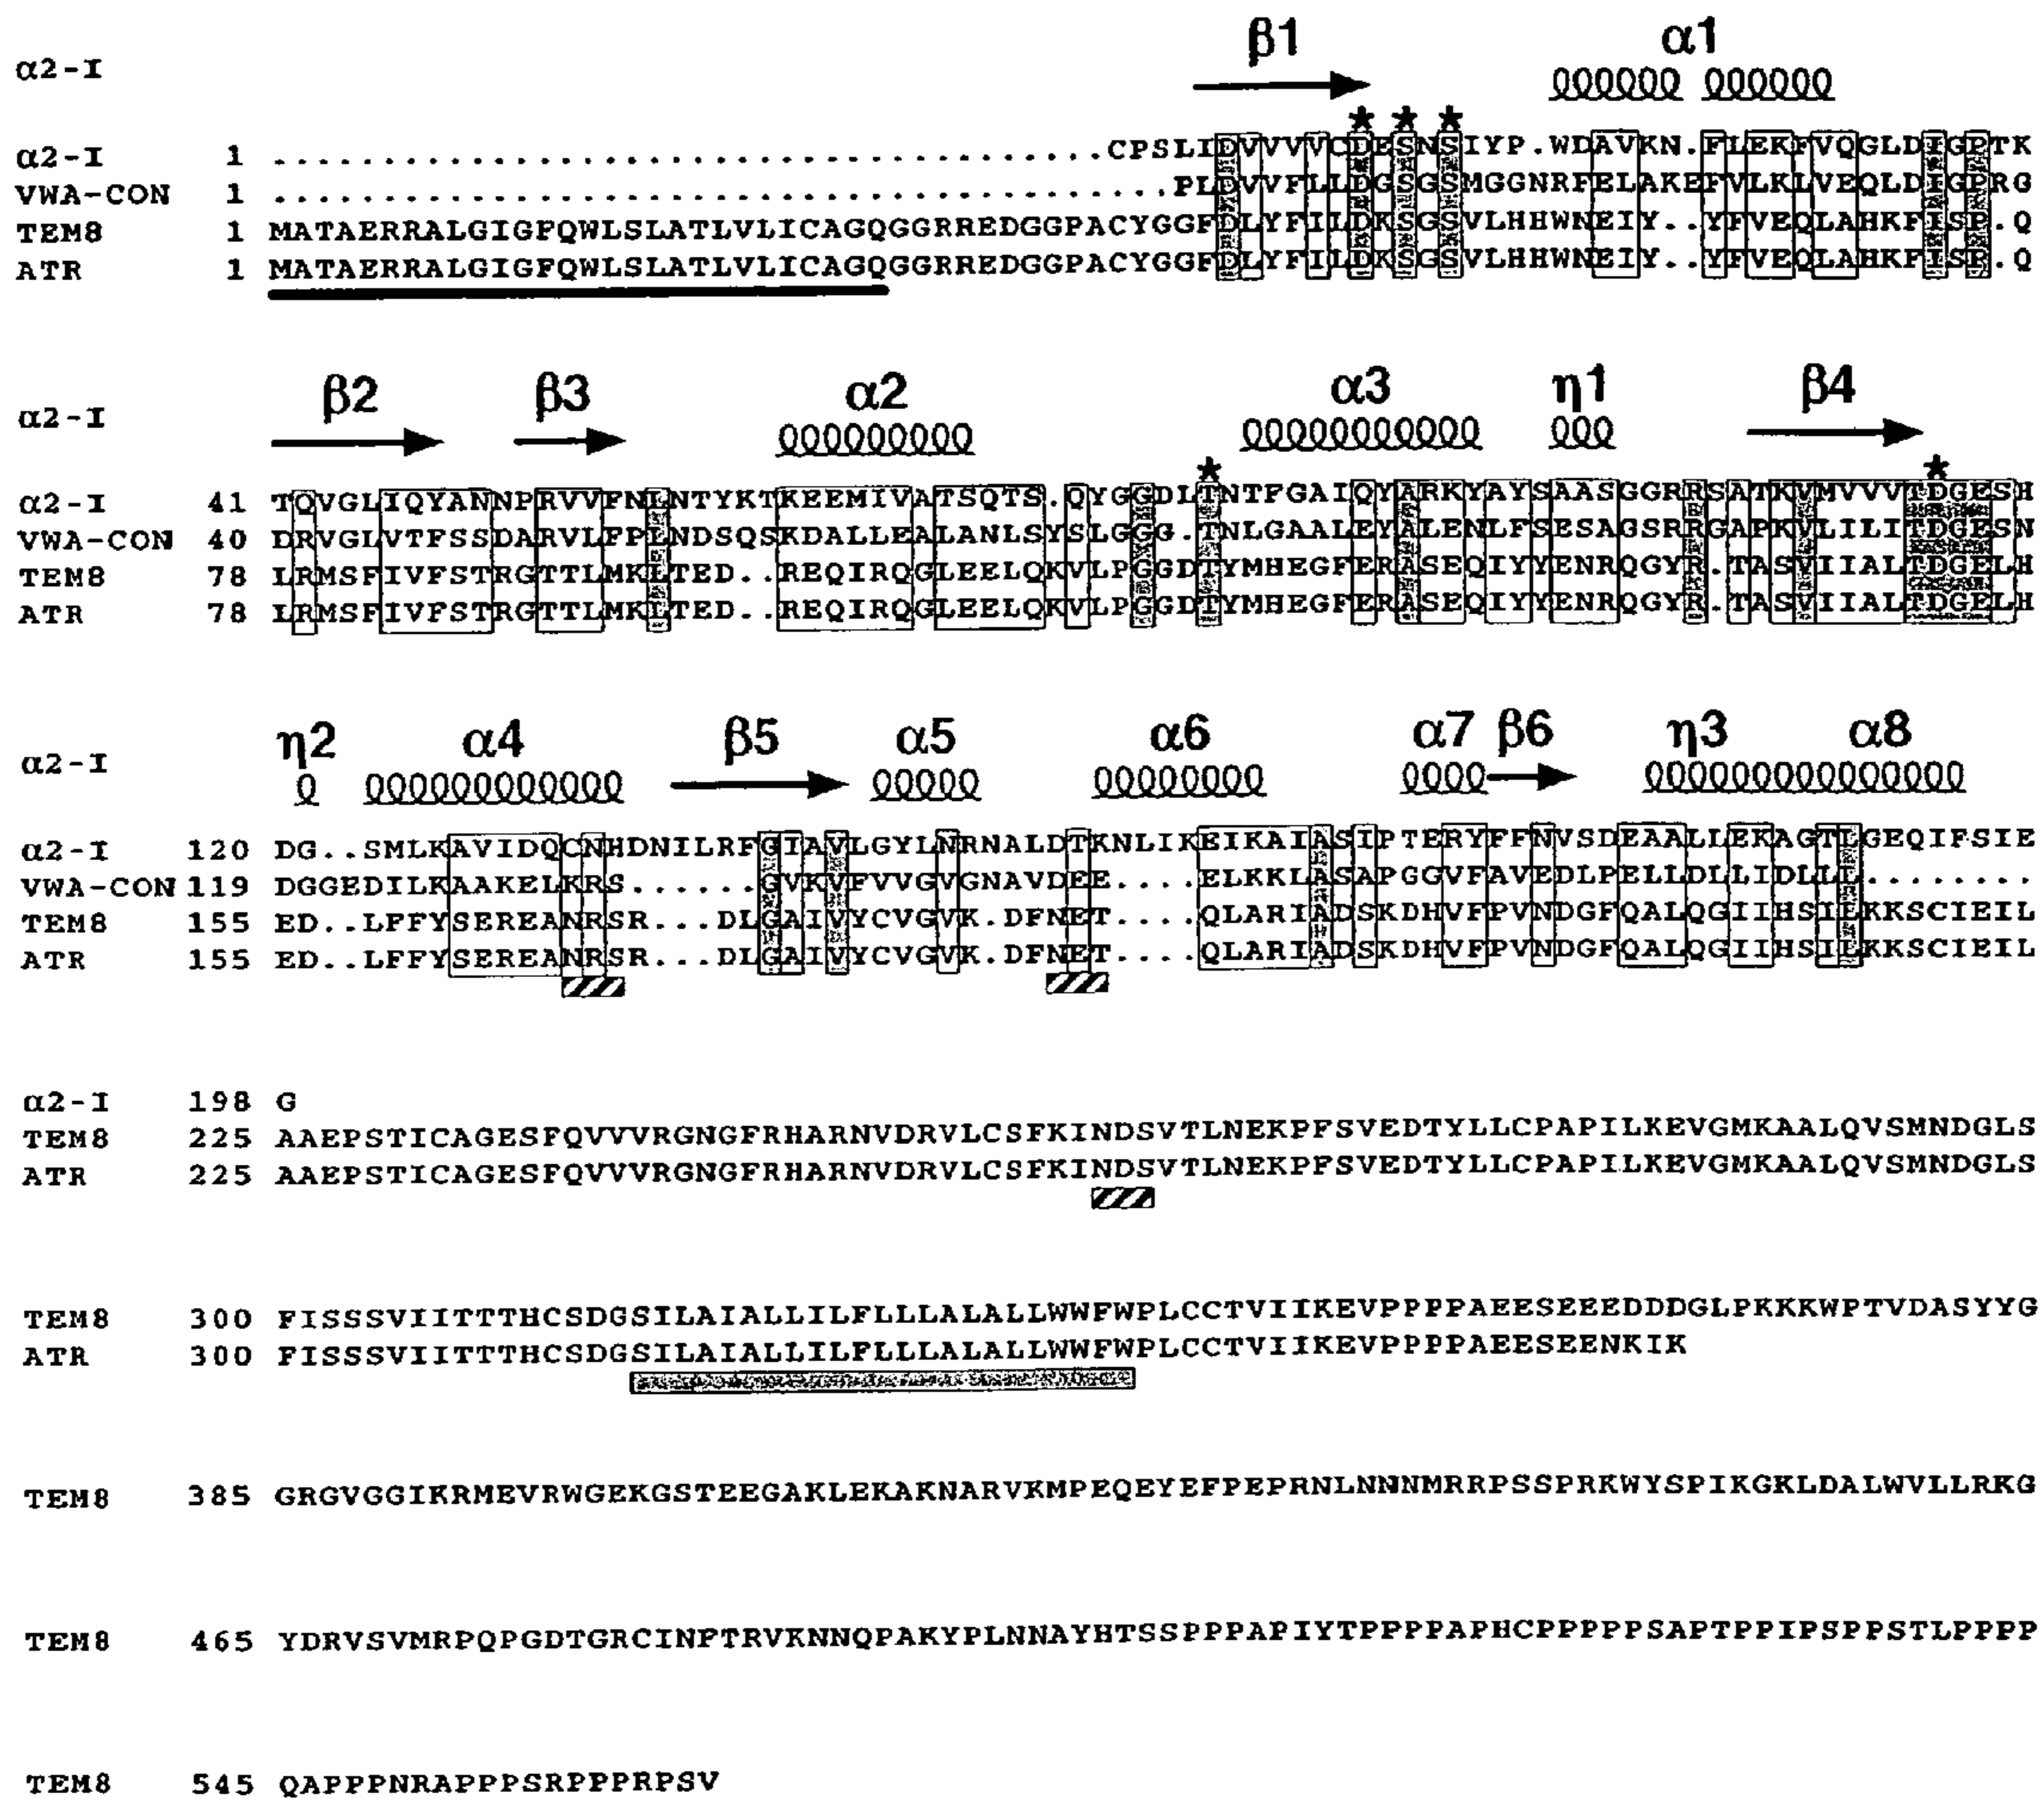 β1 α1
α2-I
★ ★ ★
α2-I 1 ......................................CPSLIDVVVVCDESNSIYP.WDAVKN.FLEKFVQGLDIGPTK
VWA-CON 1 .........................................PLDVVFLLDGSGSMGGNRFELAKEFVLKLVEQLDIGPRG
TEM8 1 MATAERRALGIGFQWLSLATLVLICAGQGGRREDGGPACYGGFDLYFILDKSGSVLHHWNEIY..YFVEQLAHKFISPR.Q
ATR 1 MATAERRALGIGFQWLSLATLVLICAGQGGRREDGGPACYGGFDLYFILDKSGSVLHHWNEIY..YFVEQLAHKFISPR.Q
β2 β3 α2 α3 η1 β4
α2-I
★ ★
α2-I 41 TQVGLIQYANNPRVVFNLNTYKTKEEMIVATSQTS.QYGGDLTNTFGAIQYARKYAYSAASGGRRSATKVMVVVTDGESH
VWA-CON 40 DRVGLVTFSSDARVLFPLNDSQSKDALLEALANLSYSLGGG.TNLGAALEYALENLFSESAGSRRGAPKVLILITDGESN
TEM8 78 LRMSFIVFSTRGTTLMKLTED..REQIRQGLEELQKVLPGGDTYMHEGFERASEQIYYENRQGYR.TASVIIALTDGELH
ATR 78 LRMSFIVFSTRGTTLMKLTED..REQIRQGLEELQKVLPGGDTYMHEGFERASEQIYYENRQGYR.TASVIIALTDGELH
η2 α4 β5 α5 α6 α7 β6 η3 α8
α2-I
α2-I 120 DG..SMLKAVIDQCNHDNILRFGIAVLGYLNRNALDTKNLIKEIKAIASIPTERYFFNVSDEAALLEKAGTLGEQIFSIE
VWA-CON 119 DGGEDILKAAKELKRS......GVKVFVVGVGNAVDEE....ELKKLASAPGGVFAVEDLPELLDLLIDLLL........
TEM8 155 ED..LFFYSEREANRSR...DLGAIVYCVGVK.DFNET....QLARIADSKDHVFPVNDGFQALQGIIHSILKKSCIEIL
ATR 155 ED..LFFYSEREANRSR...DLGAIVYCVGVK.DFNET....QLARIADSKDHVFPVNDGFQALQGIIHSILKKSCIEIL
α2-I 198 G
TEM8 225 AAEPSTICAGESFQVVVRGNGFRHARNVDRVLCSFKINDSVTLNEKPFSVEDTYLLCPAPILKEVGMKAALQVSMNDGLS
ATR 225 AAEPSTICAGESFQVVVRGNGFRHARNVDRVLCSFKINDSVTLNEKPFSVEDTYLLCPAPILKEVGMKAALQVSMNDGLS
TEM8 300 FISSSVIITTTHCSDGSILAIALLILFLLLALALLWWFWPLCCTVIIKEVPPPPAEESEEEDDDGLPKKKWPTVDASYYG
ATR 300 FISSSVIITTTHCSDGSILAIALLILFLLLALALLWWFWPLCCTVIIKEVPPPPAEESEENKIK
TEM8 385 GRGVGGIKRMEVRWGEKGSTEEGAKLEKAKNARVKMPEQEYEFPEPRNLNNNMRRPSSPRKWYSPIKGKLDALWVLLRKG
TEM8 465 YDRVSVMRPQPGDTGRCINFTRVKNNQPAKYPLNNAYHTSSPPPAPIYTPPPPAPHCPPPPPSAPTPPIPSPPSTLPPPP
TEM8 545 QAPPPNRAPPPSRPPPRPSV